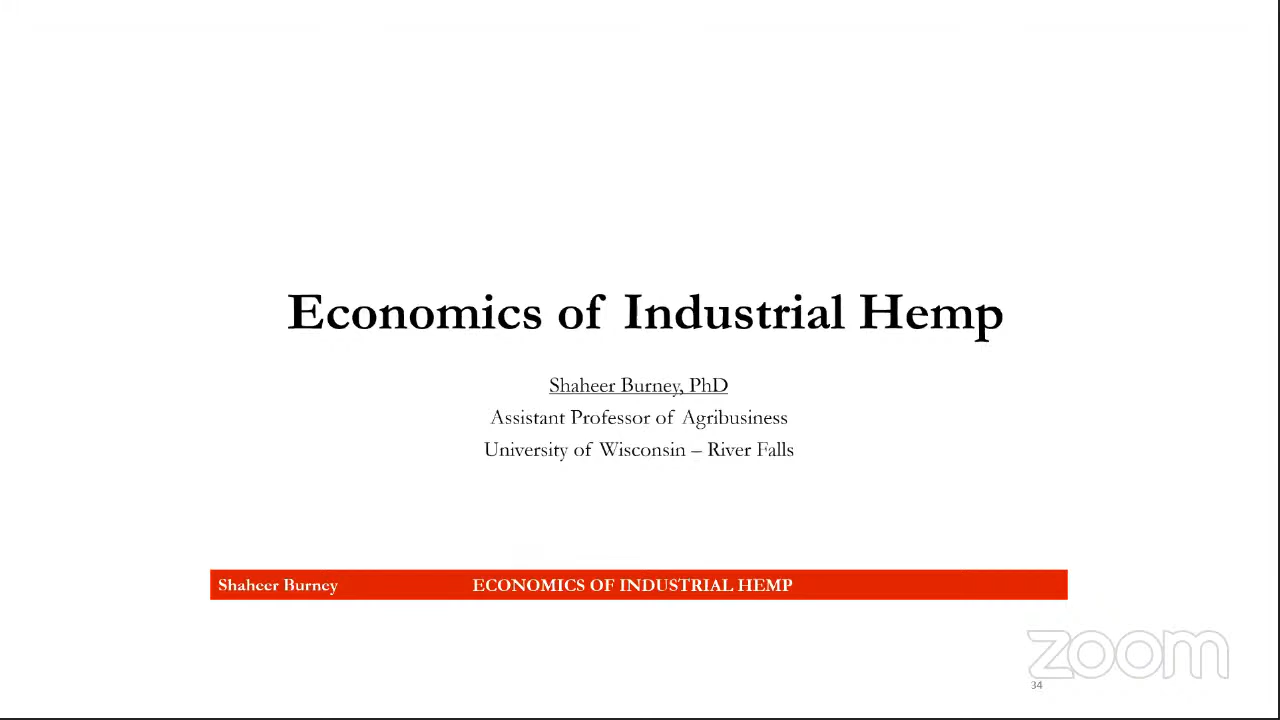 Economics of Industrial Hemp
Shaheer Burney, PhD
Assistant Professor of Agribusiness
University of Wisconsin – River Falls
Shaheer Burney ECONOMICS OF INDUSTRIAL HEMP
zoom
34